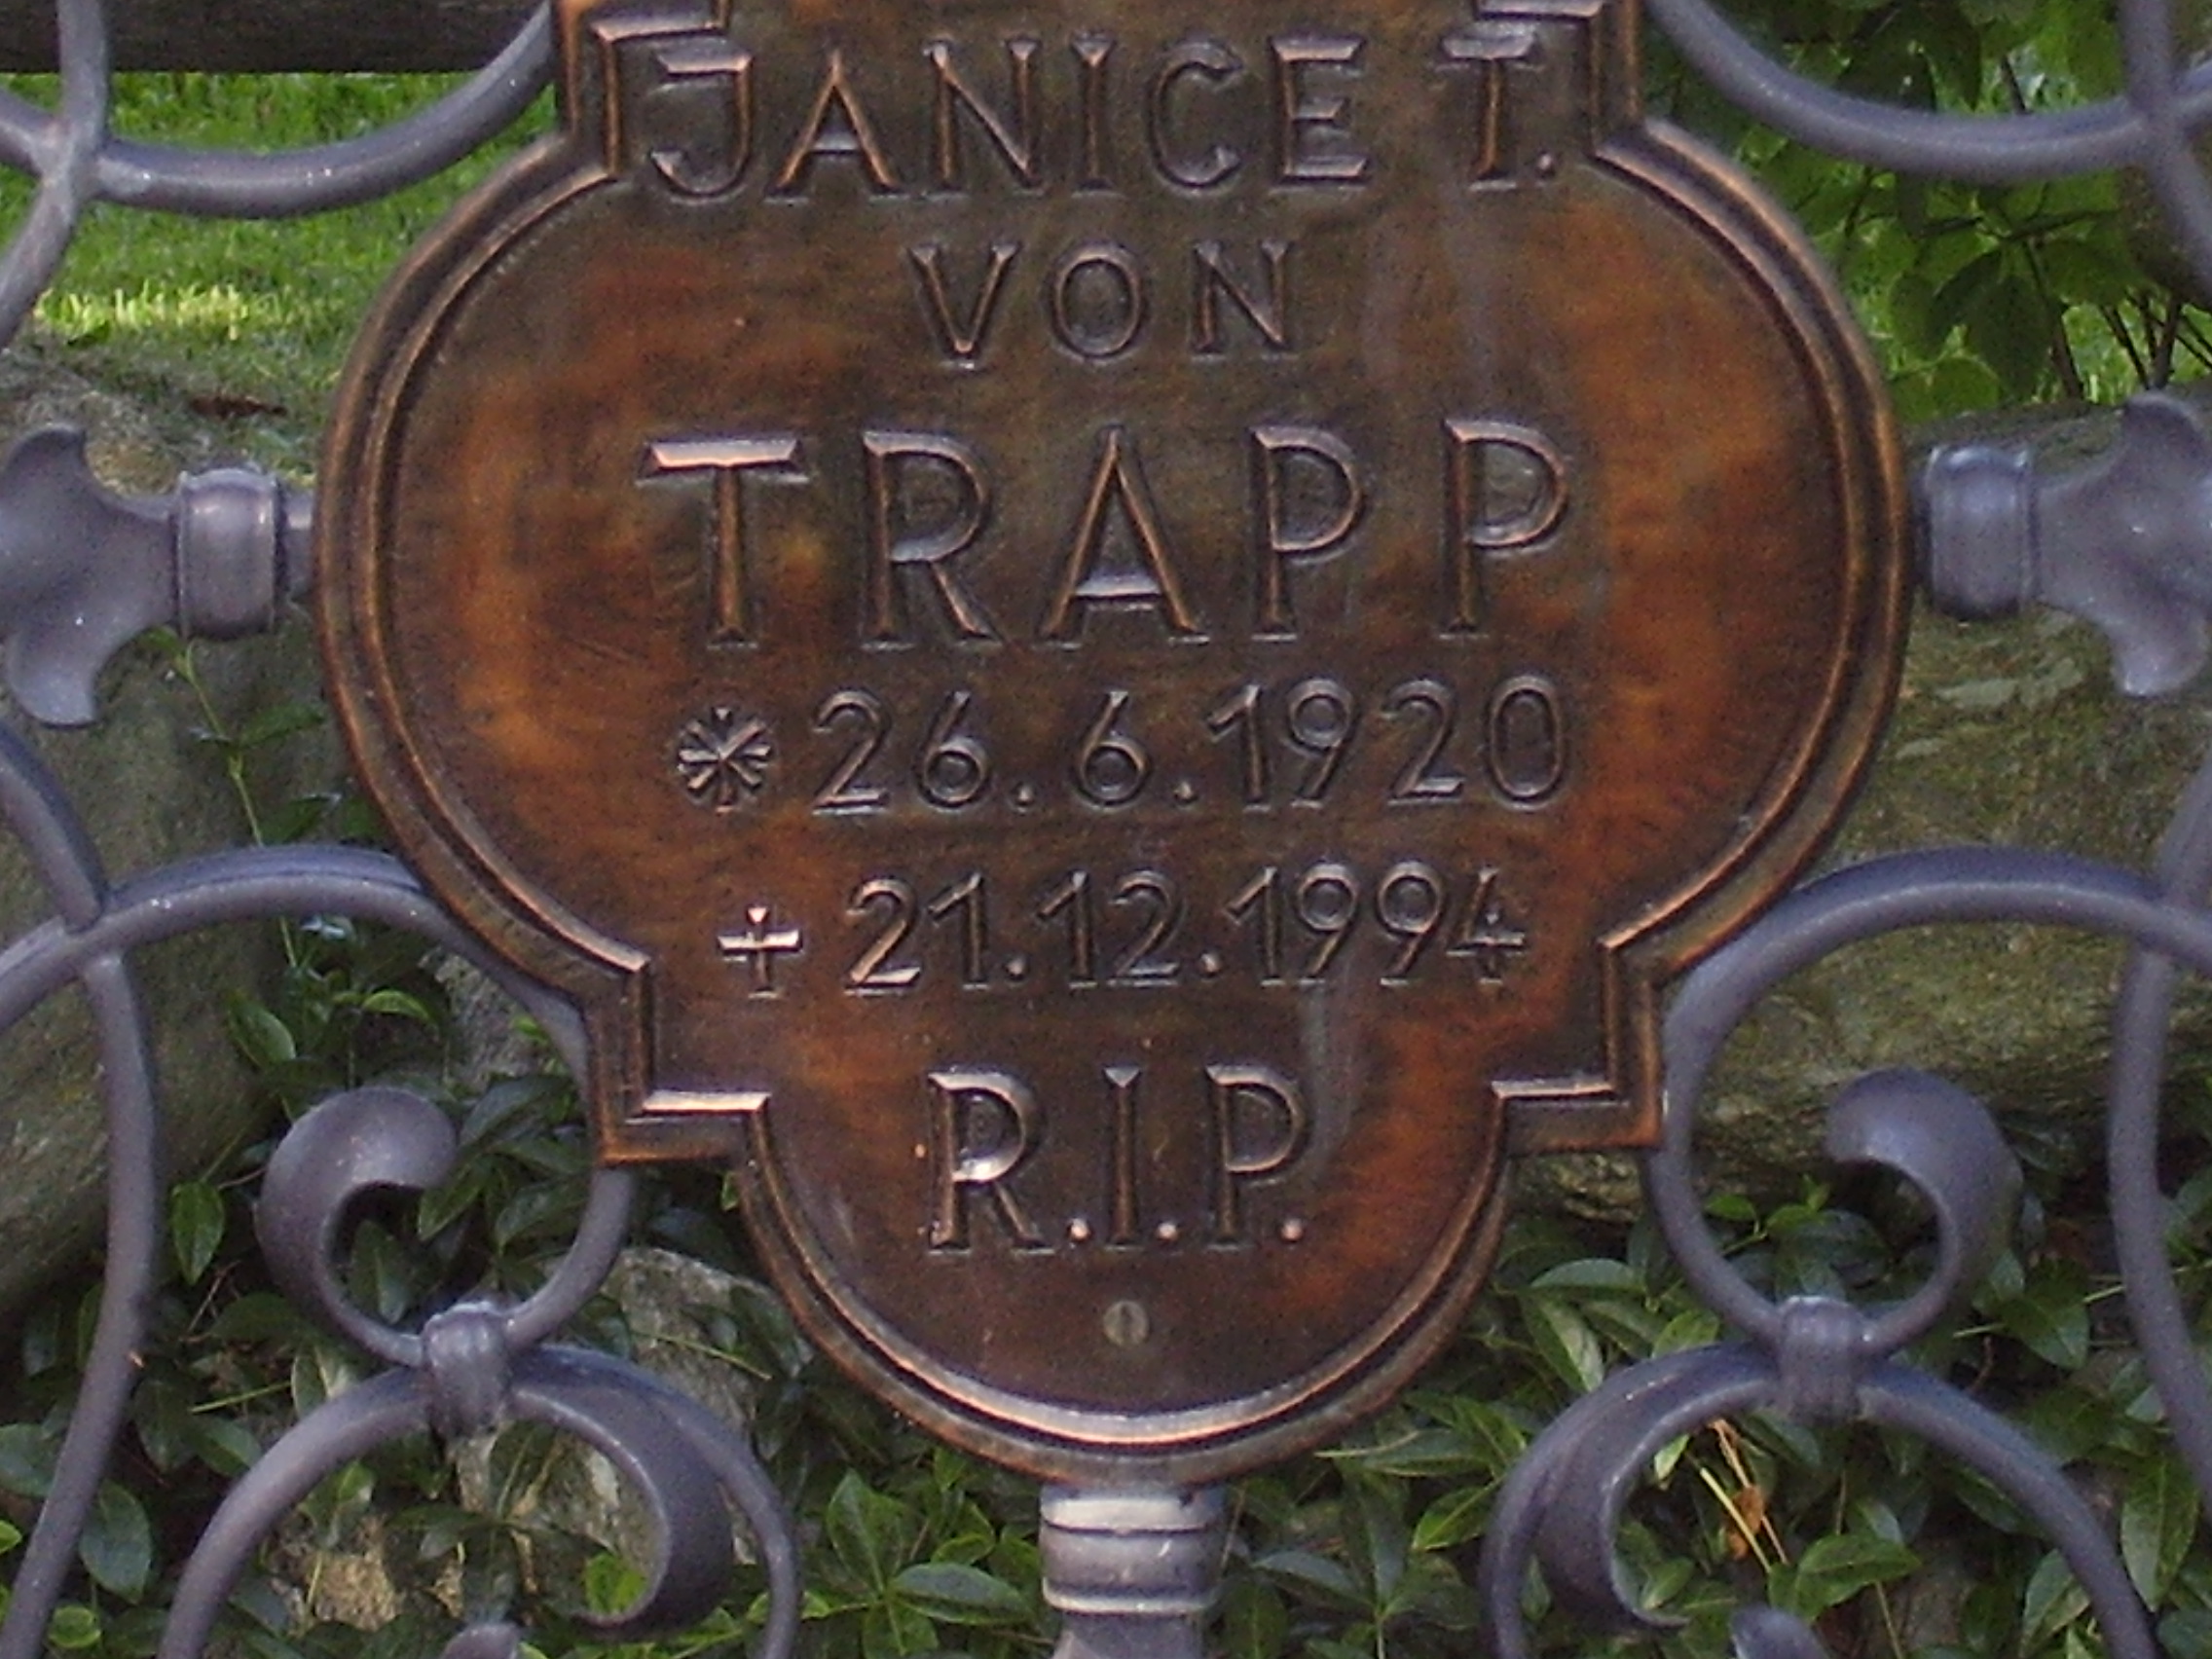 JANICE T.
VON
TRAPP
* 26.6.1920
✝ 21.12.1994
R.I.P.